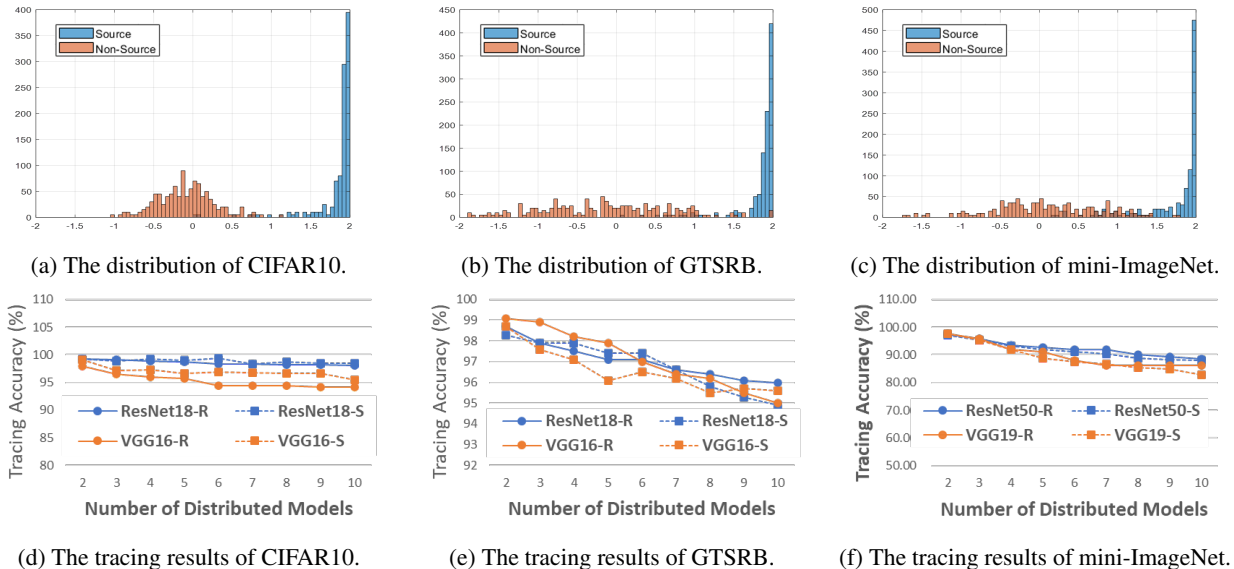 400
350
300
250
200
150
100
50
0
Source
Non-Source
-2 -1.5 -1 -0.5 0 0.5 1 1.5 2
(a) The distribution of CIFAR10.
450
400
350
300
250
200
150
100
50
0
Source
Non-Source
-2 -1.5 -1 -0.5 0 0.5 1 1.5 2
(b) The distribution of GTSRB.
500
450
400
350
300
250
200
150
100
50
0
Source
Non-Source
-2 -1.5 -1 -0.5 0 0.5 1 1.5 2
(c) The distribution of mini-ImageNet.
Tracing Accuracy (%)
110
105
100
95
90
85
80
ResNet18-R ResNet18-S
VGG16-R VGG16-S
2 3 4 5 6 7 8 9 10
Number of Distributed Models
(d) The tracing results of CIFAR10.
Tracing Accuracy (%)
100
99
98
97
96
95
94
93
92
ResNet18-R ResNet18-S
VGG16-R VGG16-S
2 3 4 5 6 7 8 9 10
Number of Distributed Models
(e) The tracing results of GTSRB.
Tracing Accuracy (%)
110.00
100.00
90.00
80.00
70.00
60.00
50.00
ResNet50-R ResNet50-S
VGG19-R VGG19-S
2 3 4 5 6 7 8 9 10
Number of Distributed Models
(f) The tracing results of mini-ImageNet.